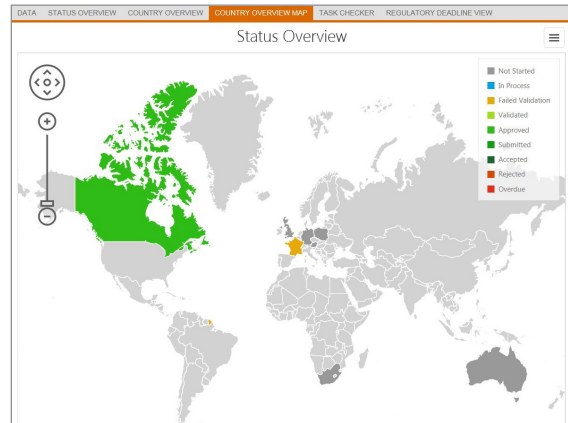 DATA STATUS OVERVIEW COUNTRY OVERVIEW COUNTRY OVERVIEW MAP TASK CHECKER REGULATORY DEADLINE VIEW
Status Overview
Not Started
In Process
Failed Validation
Validated
Approved
Submitted
Accepted
Rejected
Overdue